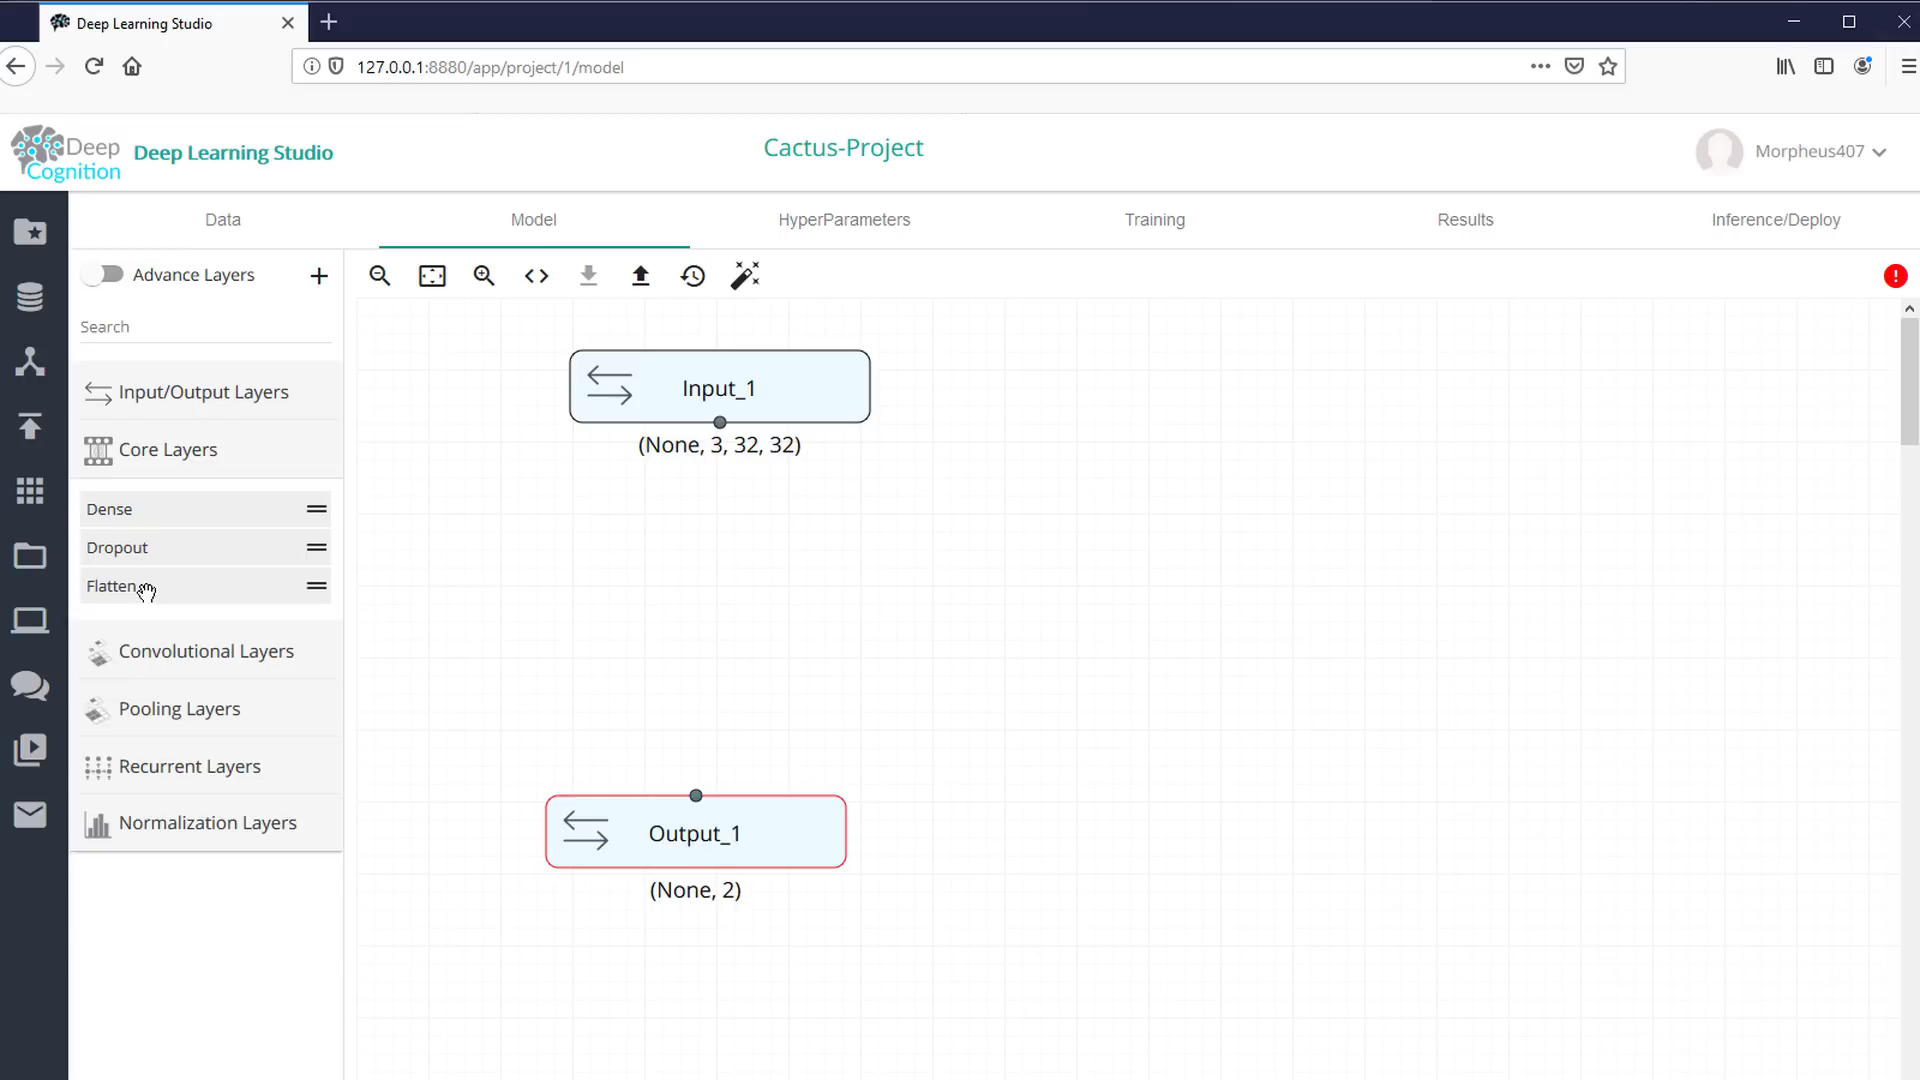 Deep Learning Studio
127.0.0.1:8880/app/project/1/model
Deep
Cognition
Deep Learning Studio
Cactus-Project
Morpheus407
Data
Model
HyperParameters
Training
Results
Inference/Deploy
Advance Layers
Search
Input/Output Layers
Core Layers
Dense
Dropout
Flatten
Convolutional Layers
Pooling Layers
Recurrent Layers
Normalization Layers
Input_1
(None, 3, 32, 32)
Output_1
(None, 2)